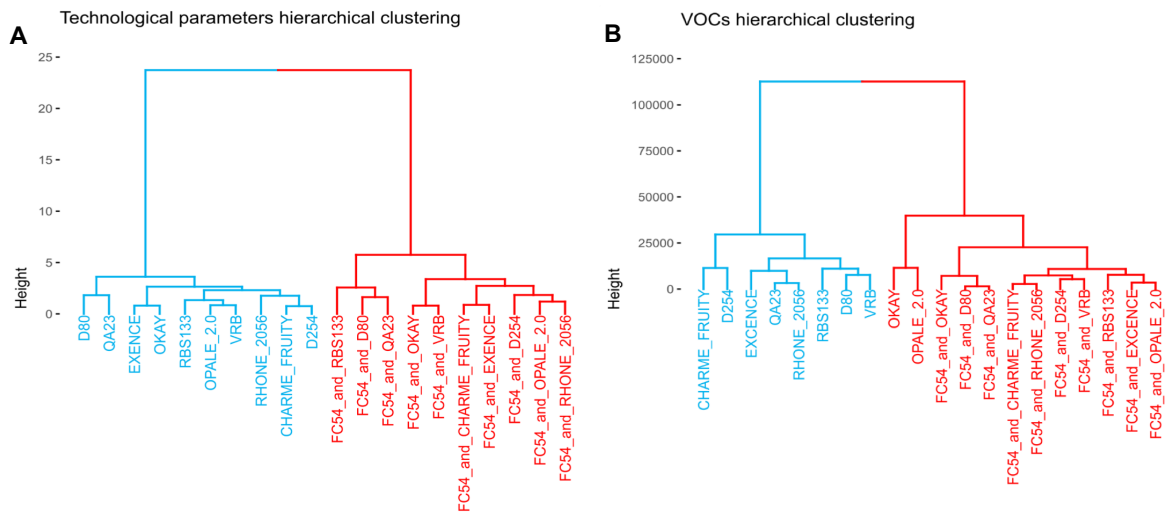 Technological parameters hierarchical clustering
A
25
20
15
10
5
0
Height
D80
QA23
EXENCE
OKAY
RBS133
OPALE_2.0
VRB
RHONE_2056
CHARME_FRUITY
D254
FC54_and_RBS133
FC54_and_D80
FC54_and_QA23
FC54_and_OKAY
FC54_and_VRB
FC54_and_CHARME_FRUITY
FC54_and_EXENCE
FC54_and_D254
FC54_and_OPALE_2.0
FC54_and_RHONE_2056
VOCs hierarchical clustering
B
125000
100000
75000
50000
25000
0
Height
CHARME_FRUITY
D254
EXCENCE
QA23
RHONE_2056
RBS133
D80
VRB
OKAY
OPALE_2.0
FC54_and_OKAY
FC54_and_D80
FC54_and_QA23
FC54_and_CHARME_FRUITY
FC54_and_RHONE_2056
FC54_and_D254
FC54_and_VRB
FC54_and_RBS133
FC54_and_EXCENCE
FC54_and_OPALE_2.0